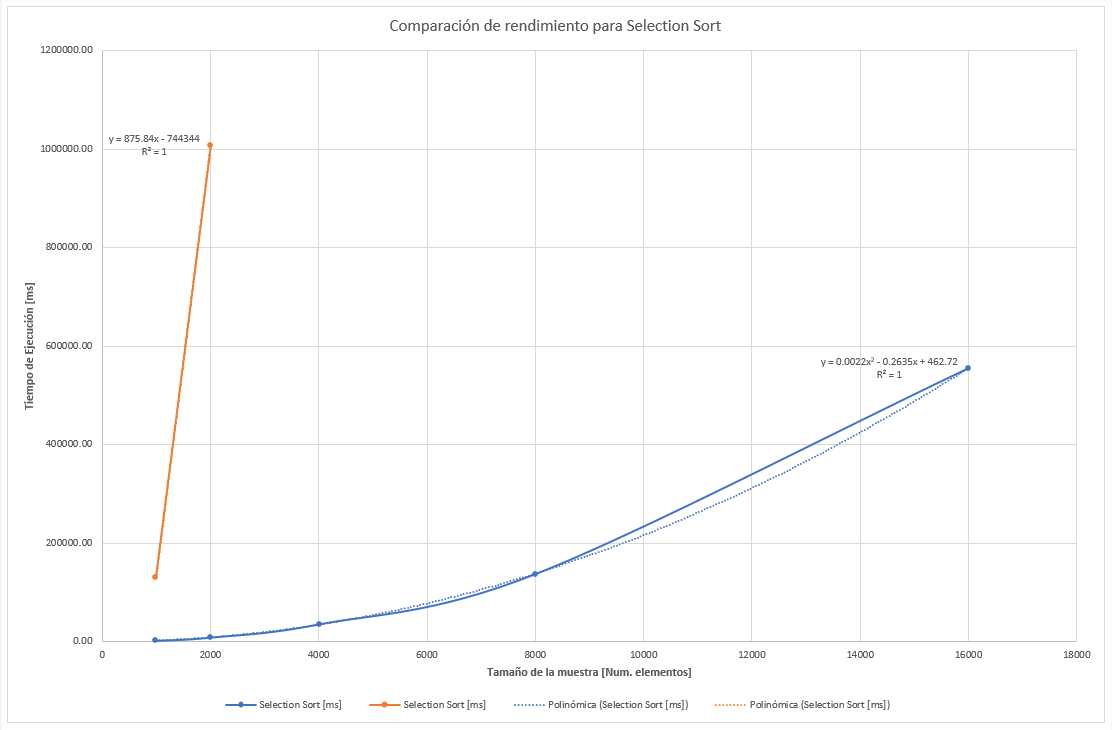 Comparación de rendimiento para Selection Sort
1200000.00
1000000.00
800000.00
600000.00
400000.00
200000.00
0.00
Tiempo de Ejecución [ms]
y = 875.84x - 744344
R² = 1
y = 0.0022x² - 0.2635x + 462.72
R² = 1
0 2000 4000 6000 8000 10000 12000 14000 16000 18000
Tamaño de la muestra [Num. elementos]
Selection Sort [ms] Selection Sort [ms] Polinómica (Selection Sort [ms]) Polinómica (Selection Sort [ms])